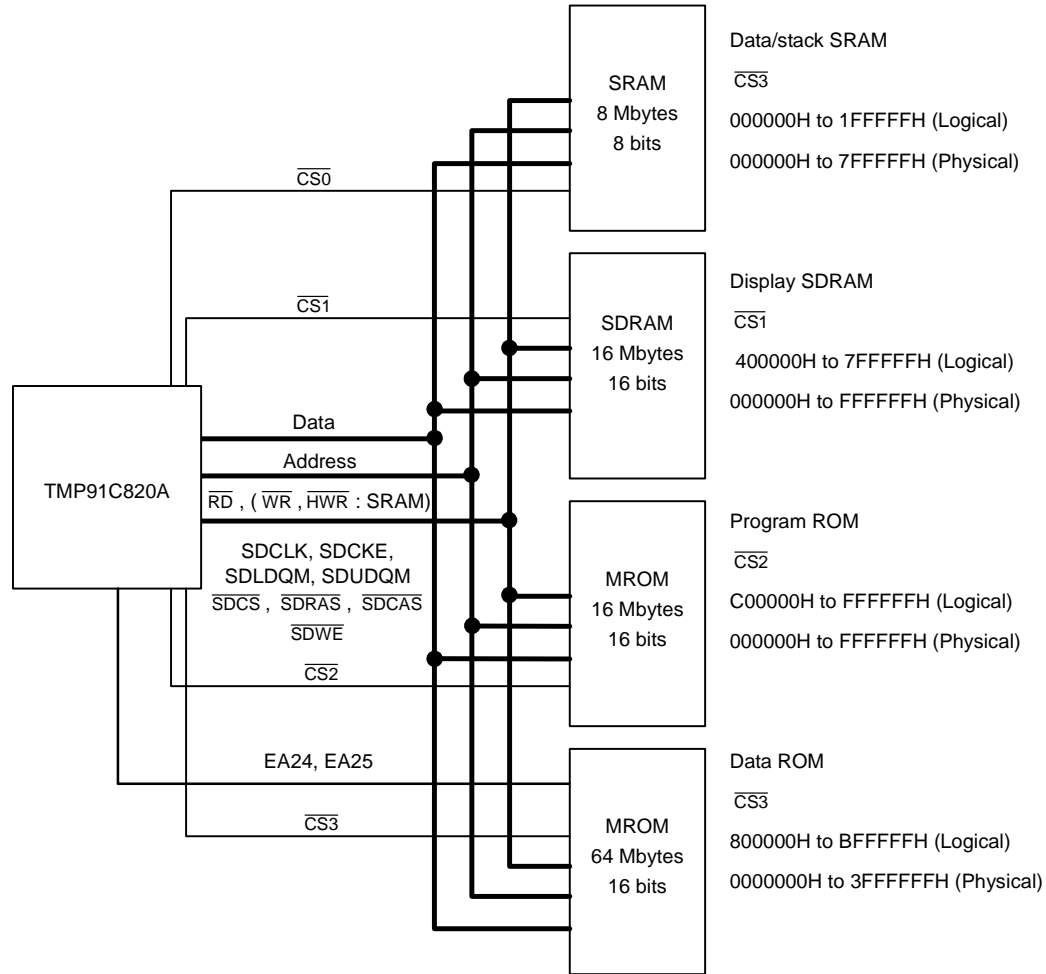 Data/stack SRAM
CS3
000000H to 1FFFFFH (Logical)
000000H to 7FFFFFH (Physical)
SRAM
8 Mbytes
8 bits
CS0
Display SDRAM
CS1
400000H to 7FFFFFH (Logical)
000000H to FFFFFFH (Physical)
CS1
SDRAM
16 Mbytes
16 bits
TMP91C820A
Data
Address
RD , ( WR , HWR : SRAM)
SDCLK, SDCKE,
SDLDQM, SDUDQM
SDCS , SDRAS , SDCAS
SDWE
CS2
Program ROM
CS2
C00000H to FFFFFFH (Logical)
000000H to FFFFFFH (Physical)
MROM
16 Mbytes
16 bits
EA24, EA25
CS3
Data ROM
CS3
800000H to BFFFFFH (Logical)
0000000H to 3FFFFFFH (Physical)
MROM
64 Mbytes
16 bits